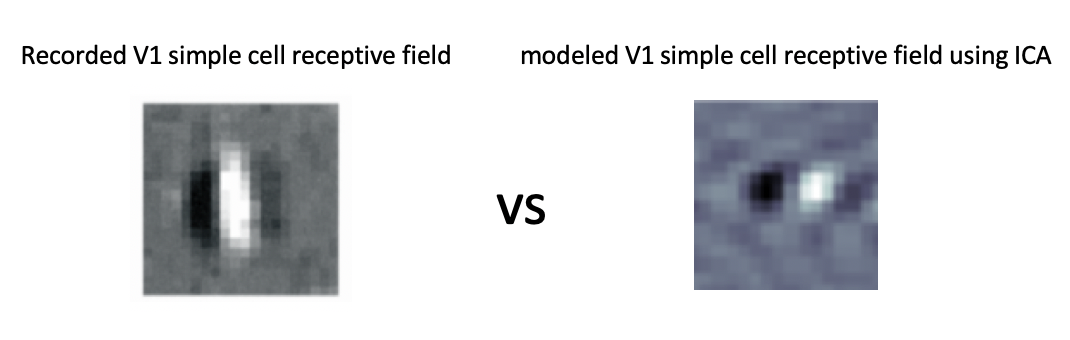 Recorded V1 simple cell receptive field
modeled V1 simple cell receptive field using ICA
VS